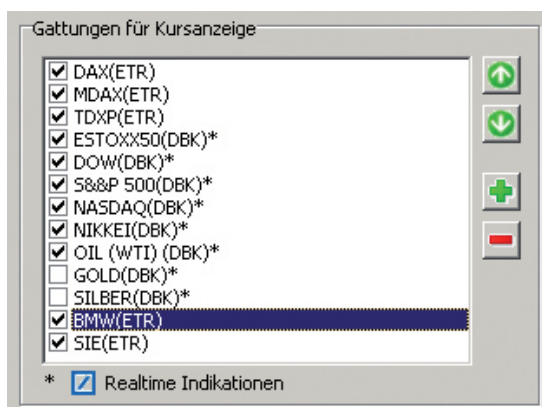 Gattungen für Kursanzeige
DAX(ETR)
MDAX(ETR)
TDXP(ETR)
ESTOXX50(DBK)*
DOW(DBK)*
S&&P 500(DBK)*
NASDAQ(DBK)*
NIKKEI(DBK)*
OIL (WTI) (DBK)*
GOLD(DBK)*
SILBER(DBK)*
BMW(ETR)
SIE(ETR)
* Realtime Indikationen